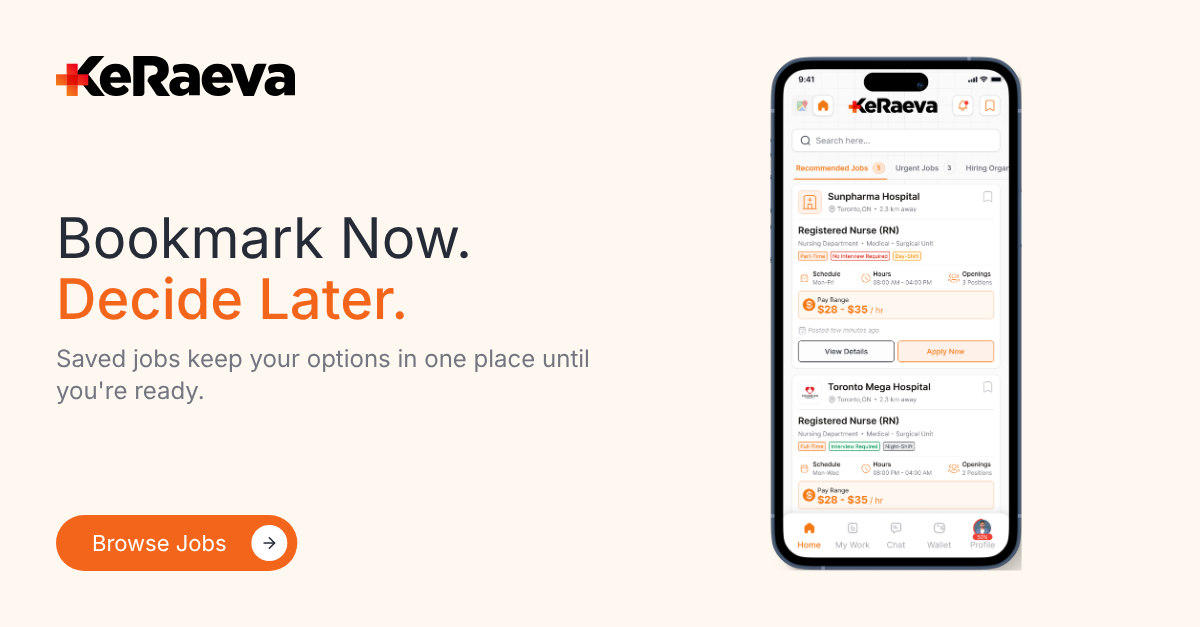 KeRaeva
Bookmark Now.
Decide Later.
Saved jobs keep your options in one place until
you're ready.
Browse Jobs
9:41
KeRaeva
Search here...
Recommended Jobs 5 Urgent Jobs 3 Hiring Organ
Sunpharma Hospital
Toronto,ON • 2.3 km away
Registered Nurse (RN)
Nursing Department • Medical - Surgical Unit
Part-Time No Interview Required Day-Shift
Schedule Hours Openings
Mon-Fri 08:00 AM - 04:00 PM 3 Positions
Pay Range
$28 - $35 / hr
Posted few minutes ago
View Details Apply Now
Toronto Mega Hospital
Toronto,ON • 2.3 km away
Registered Nurse (RN)
Nursing Department • Medical - Surgical Unit
Full-Time Interview Required Night-Shift
Schedule Hours Openings
Mon-Wed 08:00 PM - 04:00 AM 2 Positions
Pay Range
$28 - $35 / hr
Home My Work Chat Wallet Profile